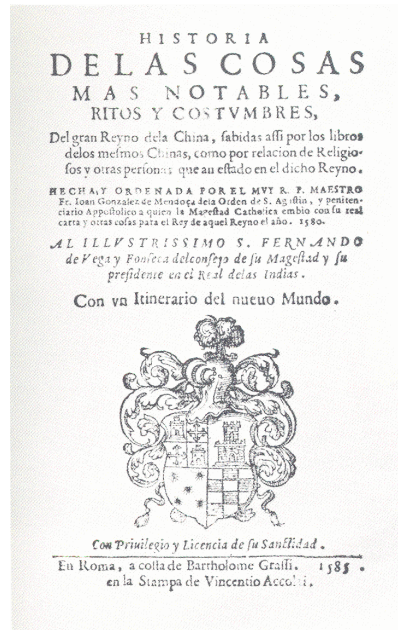 HISTORIA
DE LAS COSAS
MAS NOTABLES,
RITOS Y COSTVMBRES,
Del gran Reyno dela China, sabidas assi por los libros
delos mesmos Chinas, como por relacion de Religio-
sos y otras personas que an estado en el dicho Reyno.
HECHA Y ORDENADA POR EL MVY R. P. MAESTRO
Fr. Ioan Gonzalez de Mendoça dela Orden de S. Agustin, y peniten-
ciario Appostolico a quien la Magestad Catholica embio con su real
carta y otras cosas para el Rey de aquel Reyno el año. 1580.
AL ILLVSTRISSIMO S. FERNANDO
de Vega y Fonseca del consejo de su Magestad y su
presidente en el Real delas Indias.
Con vn Itinerario del nueuo Mundo.
Con Priuilegio y Licencia de su Sanctidad.
En Roma, a costa de Bartholome Grassi. 1585.
en la Stampa de Vincentio Accolti.